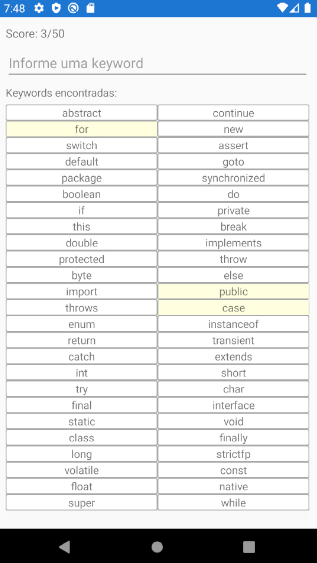 7:48
Score: 3/50
Informe uma keyword
Keywords encontradas:
abstract continue
for new
switch assert
default goto
package synchronized
boolean do
if private
this break
double implements
protected throw
byte else
import public
throws case
enum instanceof
return transient
catch extends
int short
try char
final interface
static void
class finally
long strictfp
volatile const
float native
super while